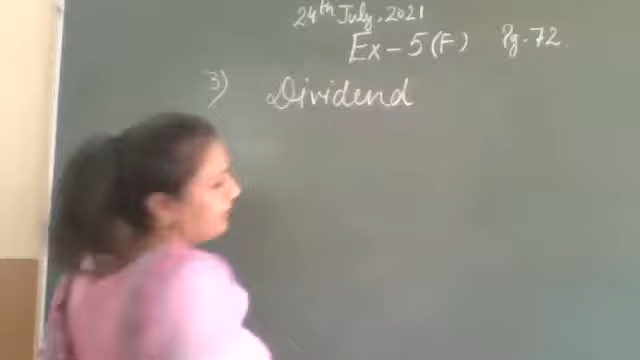 24th July, 2021
Ex - 5(F) Pg. 72.
3) Dividend